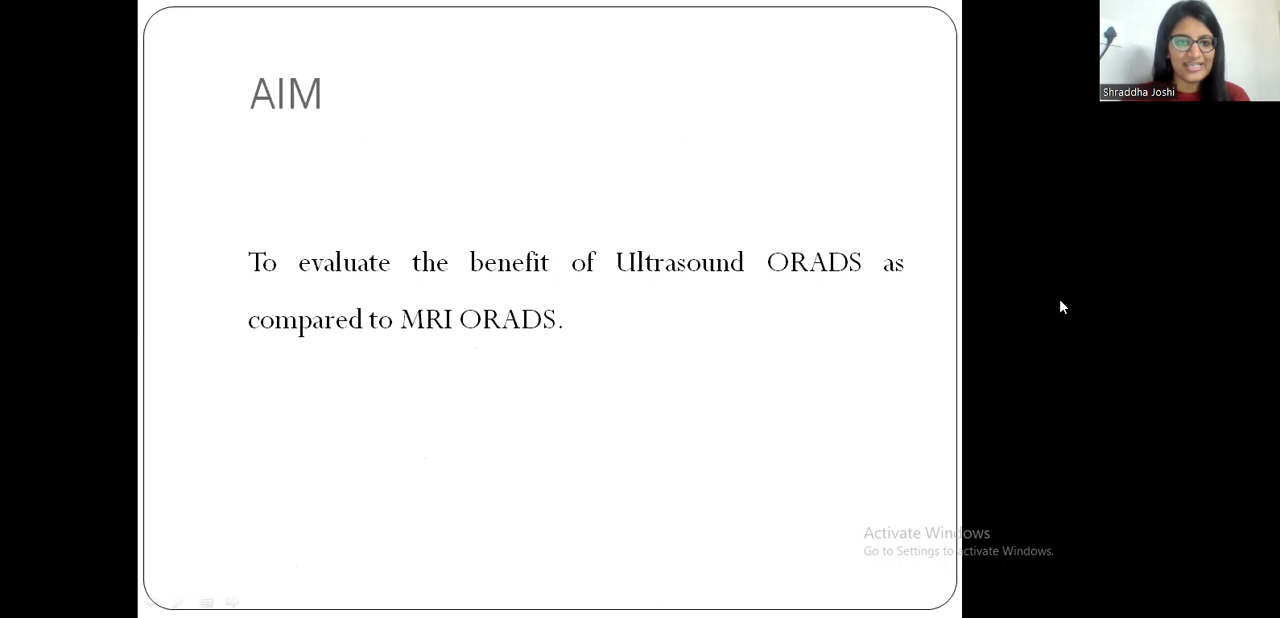 AIM
Shraddha Joshi
To evaluate the benefit of Ultrasound ORADS as
compared to MRI ORADS.
Activate Windows
Go to Settings to activate Windows.